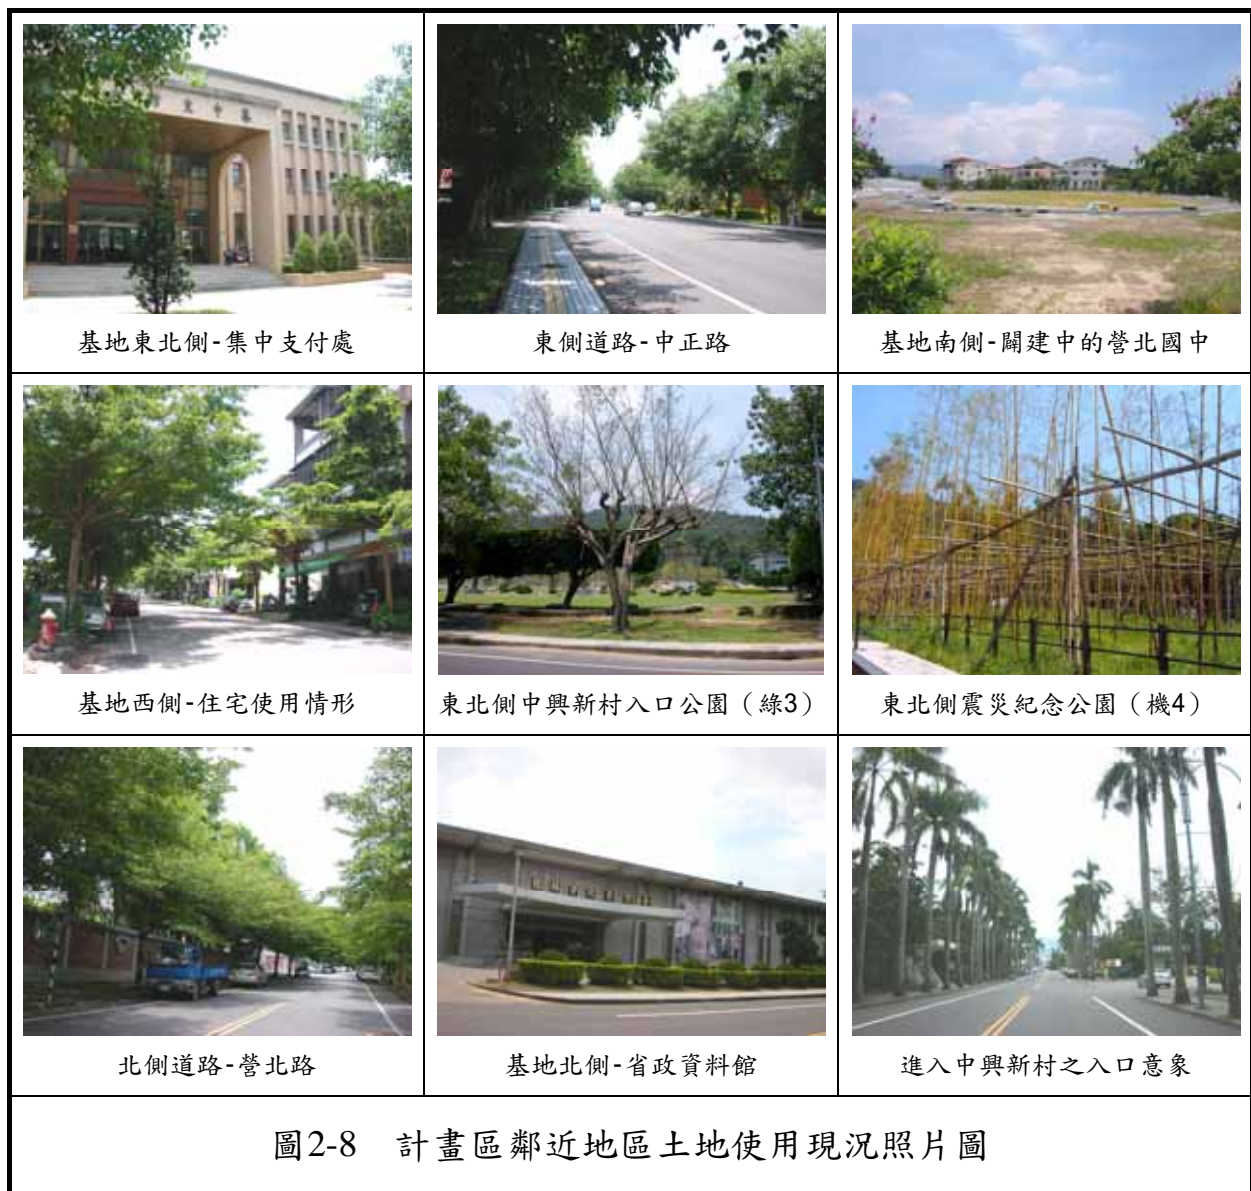 基地東北側-集中支付處
東側道路-中正路
基地南側-闢建中的營北國中
基地西側-住宅使用情形
東北側中興新村入口公園（綠3）
東北側震災紀念公園（機4）
北側道路-營北路
基地北側-省政資料館
進入中興新村之入口意象
圖2-8　計畫區鄰近地區土地使用現況照片圖